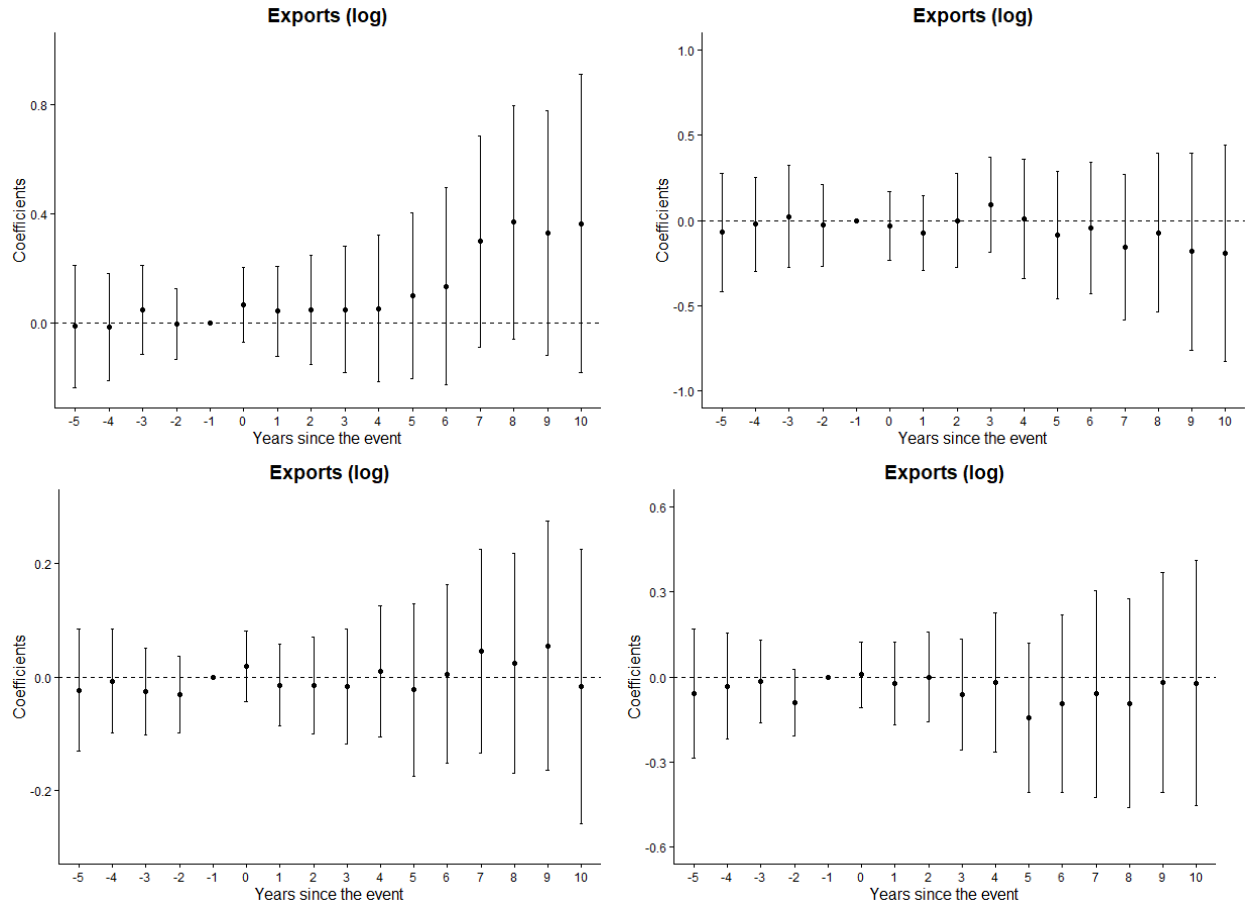 Exports (log)
Coefficients
0.8
0.4
0.0
-5 -4 -3 -2 -1 0 1 2 3 4 5 6 7 8 9 10
Years since the event
Exports (log)
Coefficients
1.0
0.5
0.0
-0.5
-1.0
-5 -4 -3 -2 -1 0 1 2 3 4 5 6 7 8 9 10
Years since the event
Exports (log)
Coefficients
0.2
0.0
-0.2
-5 -4 -3 -2 -1 0 1 2 3 4 5 6 7 8 9 10
Years since the event
Exports (log)
Coefficients
0.6
0.3
0.0
-0.3
-0.6
-5 -4 -3 -2 -1 0 1 2 3 4 5 6 7 8 9 10
Years since the event